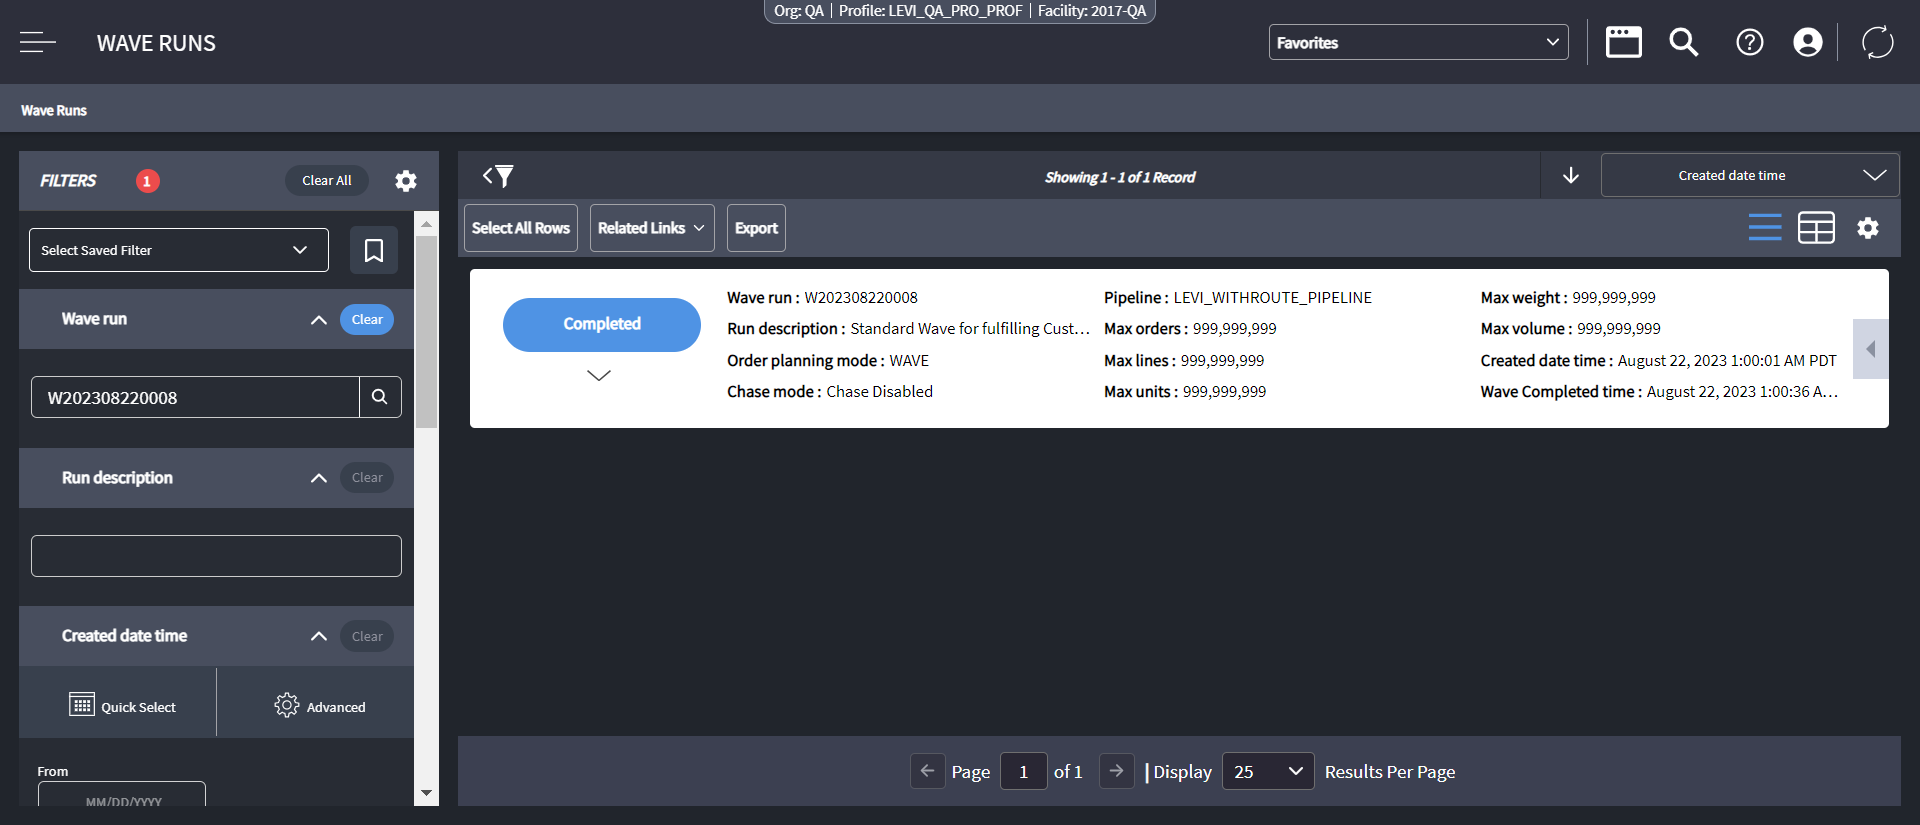 Org: QA | Profile: LEVI_QA_PRO_PROF | Facility: 2017-QA
WAVE RUNS
Favorites
Wave Runs
FILTERS 1 Clear All
Select Saved Filter
Wave run Clear
W202308220008
Run description Clear
Created date time Clear
Quick Select Advanced
From
MM/DD/YYYY
Showing 1 - 1 of 1 Record
Created date time
Select All Rows Related Links Export
Completed
Wave run : W202308220008
Run description : Standard Wave for fulfilling Cust...
Order planning mode : WAVE
Chase mode : Chase Disabled
Pipeline : LEVI_WITHROUTE_PIPELINE
Max orders : 999,999,999
Max lines : 999,999,999
Max units : 999,999,999
Max weight : 999,999,999
Max volume : 999,999,999
Created date time : August 22, 2023 1:00:01 AM PDT
Wave Completed time : August 22, 2023 1:00:36 A...
Page 1 of 1 | Display 25 Results Per Page